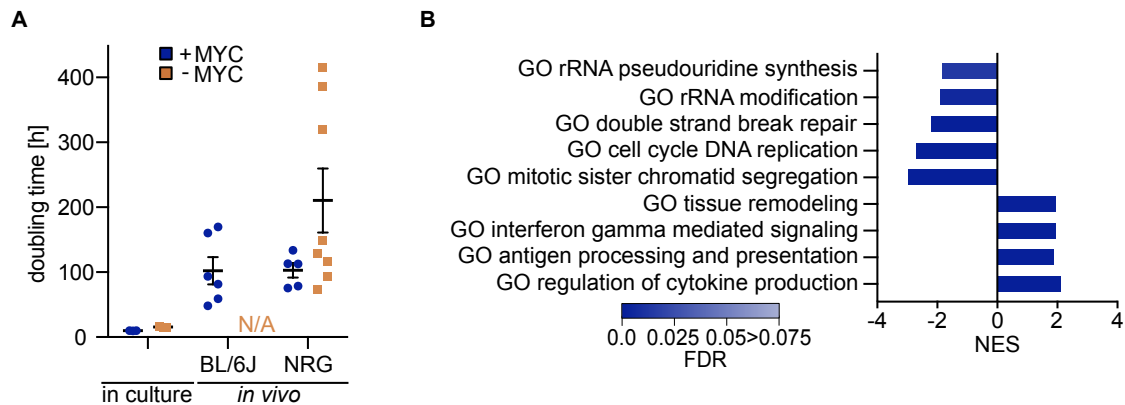 A
+ MYC
- MYC
400
300
200
100
0
doubling time [h]
N/A
BL/6J NRG
in culture in vivo
B
GO rRNA pseudouridine synthesis
GO rRNA modification
GO double strand break repair
GO cell cycle DNA replication
GO mitotic sister chromatid segregation
GO tissue remodeling
GO interferon gamma mediated signaling
GO antigen processing and presentation
GO regulation of cytokine production
0.0 0.025 0.05>0.075
FDR
-4 -2 0 2 4
NES